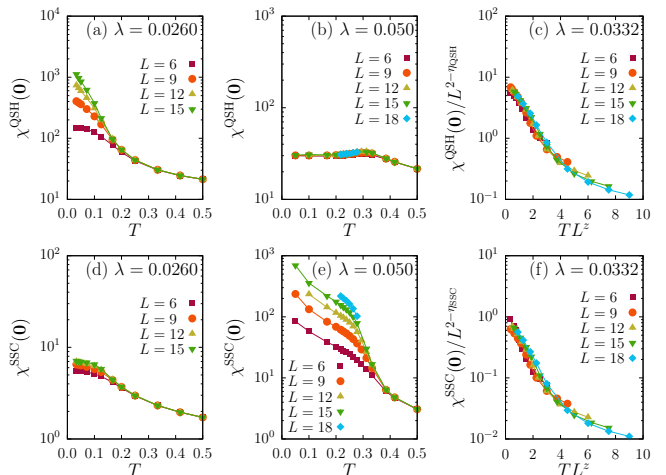 (a) λ = 0.0260
χ^QSH(0)
10^4
10^3
10^2
10^1
L = 6
L = 9
L = 12
L = 15
0.0 0.1 0.2 0.3 0.4 0.5
T
(b) λ = 0.050
χ^QSH(0)
10^2
10^1
L = 6
L = 9
L = 12
L = 15
L = 18
0.0 0.1 0.2 0.3 0.4 0.5
T
(c) λ = 0.0332
χ^QSH(0)/L^{2−η_QSH}
10^2
10^1
10^0
10^-1
L = 6
L = 9
L = 12
L = 15
L = 18
0 2 4 6 8 10
TL^z
(d) λ = 0.0260
χ^SSC(0)
10^2
10^1
10^0
L = 6
L = 9
L = 12
L = 15
0.0 0.1 0.2 0.3 0.4 0.5
T
(e) λ = 0.050
χ^SSC(0)
10^3
10^2
10^1
10^0
L = 6
L = 9
L = 12
L = 15
L = 18
0.0 0.1 0.2 0.3 0.4 0.5
T
(f) λ = 0.0332
χ^SSC(0)/L^{2−η_SSC}
10^1
10^0
10^-1
10^-2
L = 6
L = 9
L = 12
L = 15
L = 18
0 2 4 6 8 10
TL^z